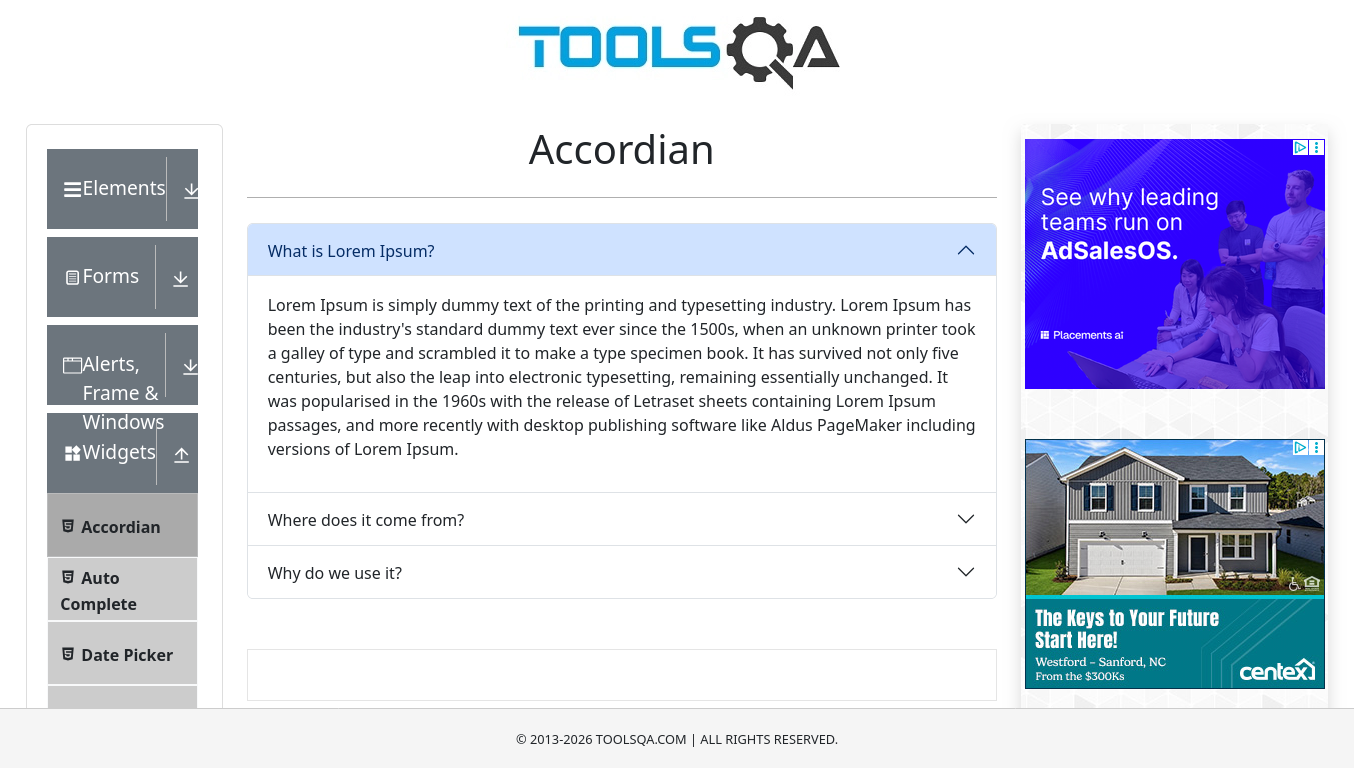 TOOLSQA
Accordian
Elements
Forms
Alerts,
Frame &
Windows
Widgets
Accordian
Auto
Complete
Date Picker
What is Lorem Ipsum?
Lorem Ipsum is simply dummy text of the printing and typesetting industry. Lorem Ipsum has
been the industry's standard dummy text ever since the 1500s, when an unknown printer took
a galley of type and scrambled it to make a type specimen book. It has survived not only five
centuries, but also the leap into electronic typesetting, remaining essentially unchanged. It
was popularised in the 1960s with the release of Letraset sheets containing Lorem Ipsum
passages, and more recently with desktop publishing software like Aldus PageMaker including
versions of Lorem Ipsum.
Where does it come from?
Why do we use it?
See why leading
teams run on
AdSalesOS.
Placements ai
The Keys to Your Future
Start Here!
Westford – Sanford, NC
From the $300Ks
centex
© 2013-2026 TOOLSQA.COM | ALL RIGHTS RESERVED.